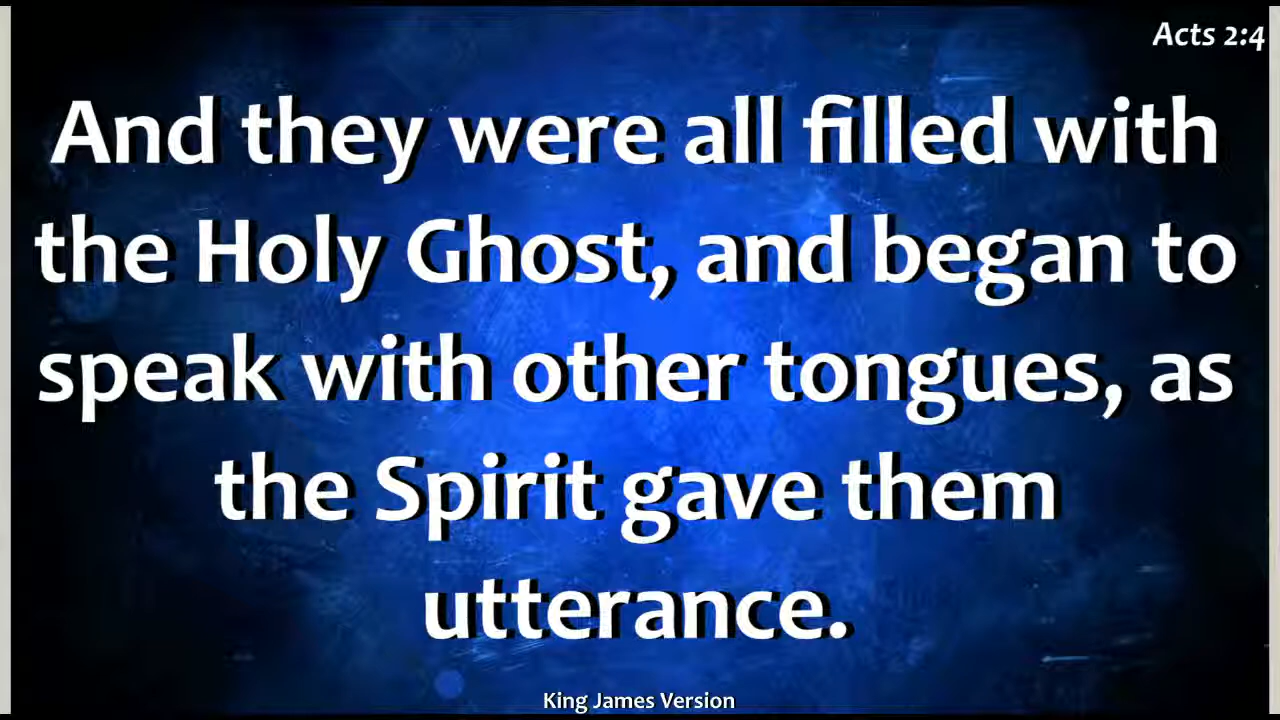 Acts 2:4
And they were all filled with
the Holy Ghost, and began to
speak with other tongues, as
the Spirit gave them
utterance.
King James Version